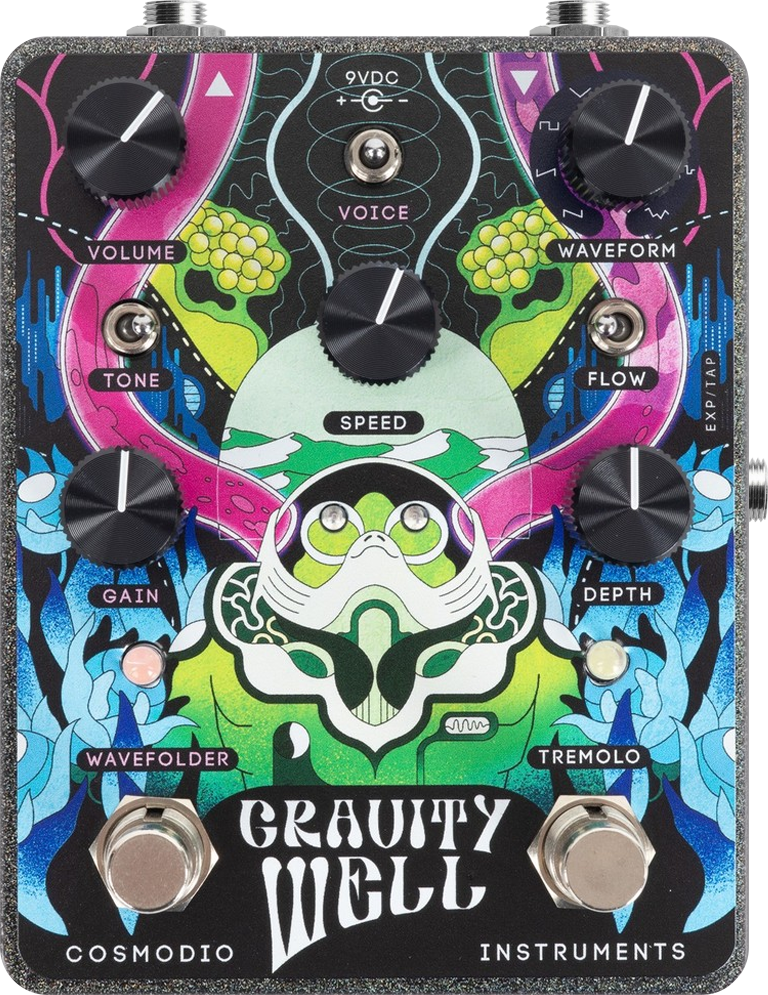 9VDC
VOICE
VOLUME
WAVEFORM
TONE
FLOW
EXP/TAP
SPEED
GAIN
DEPTH
WAVEFOLDER
TREMOLO
GRAVITY
WELL
COSMODIO
INSTRUMENTS